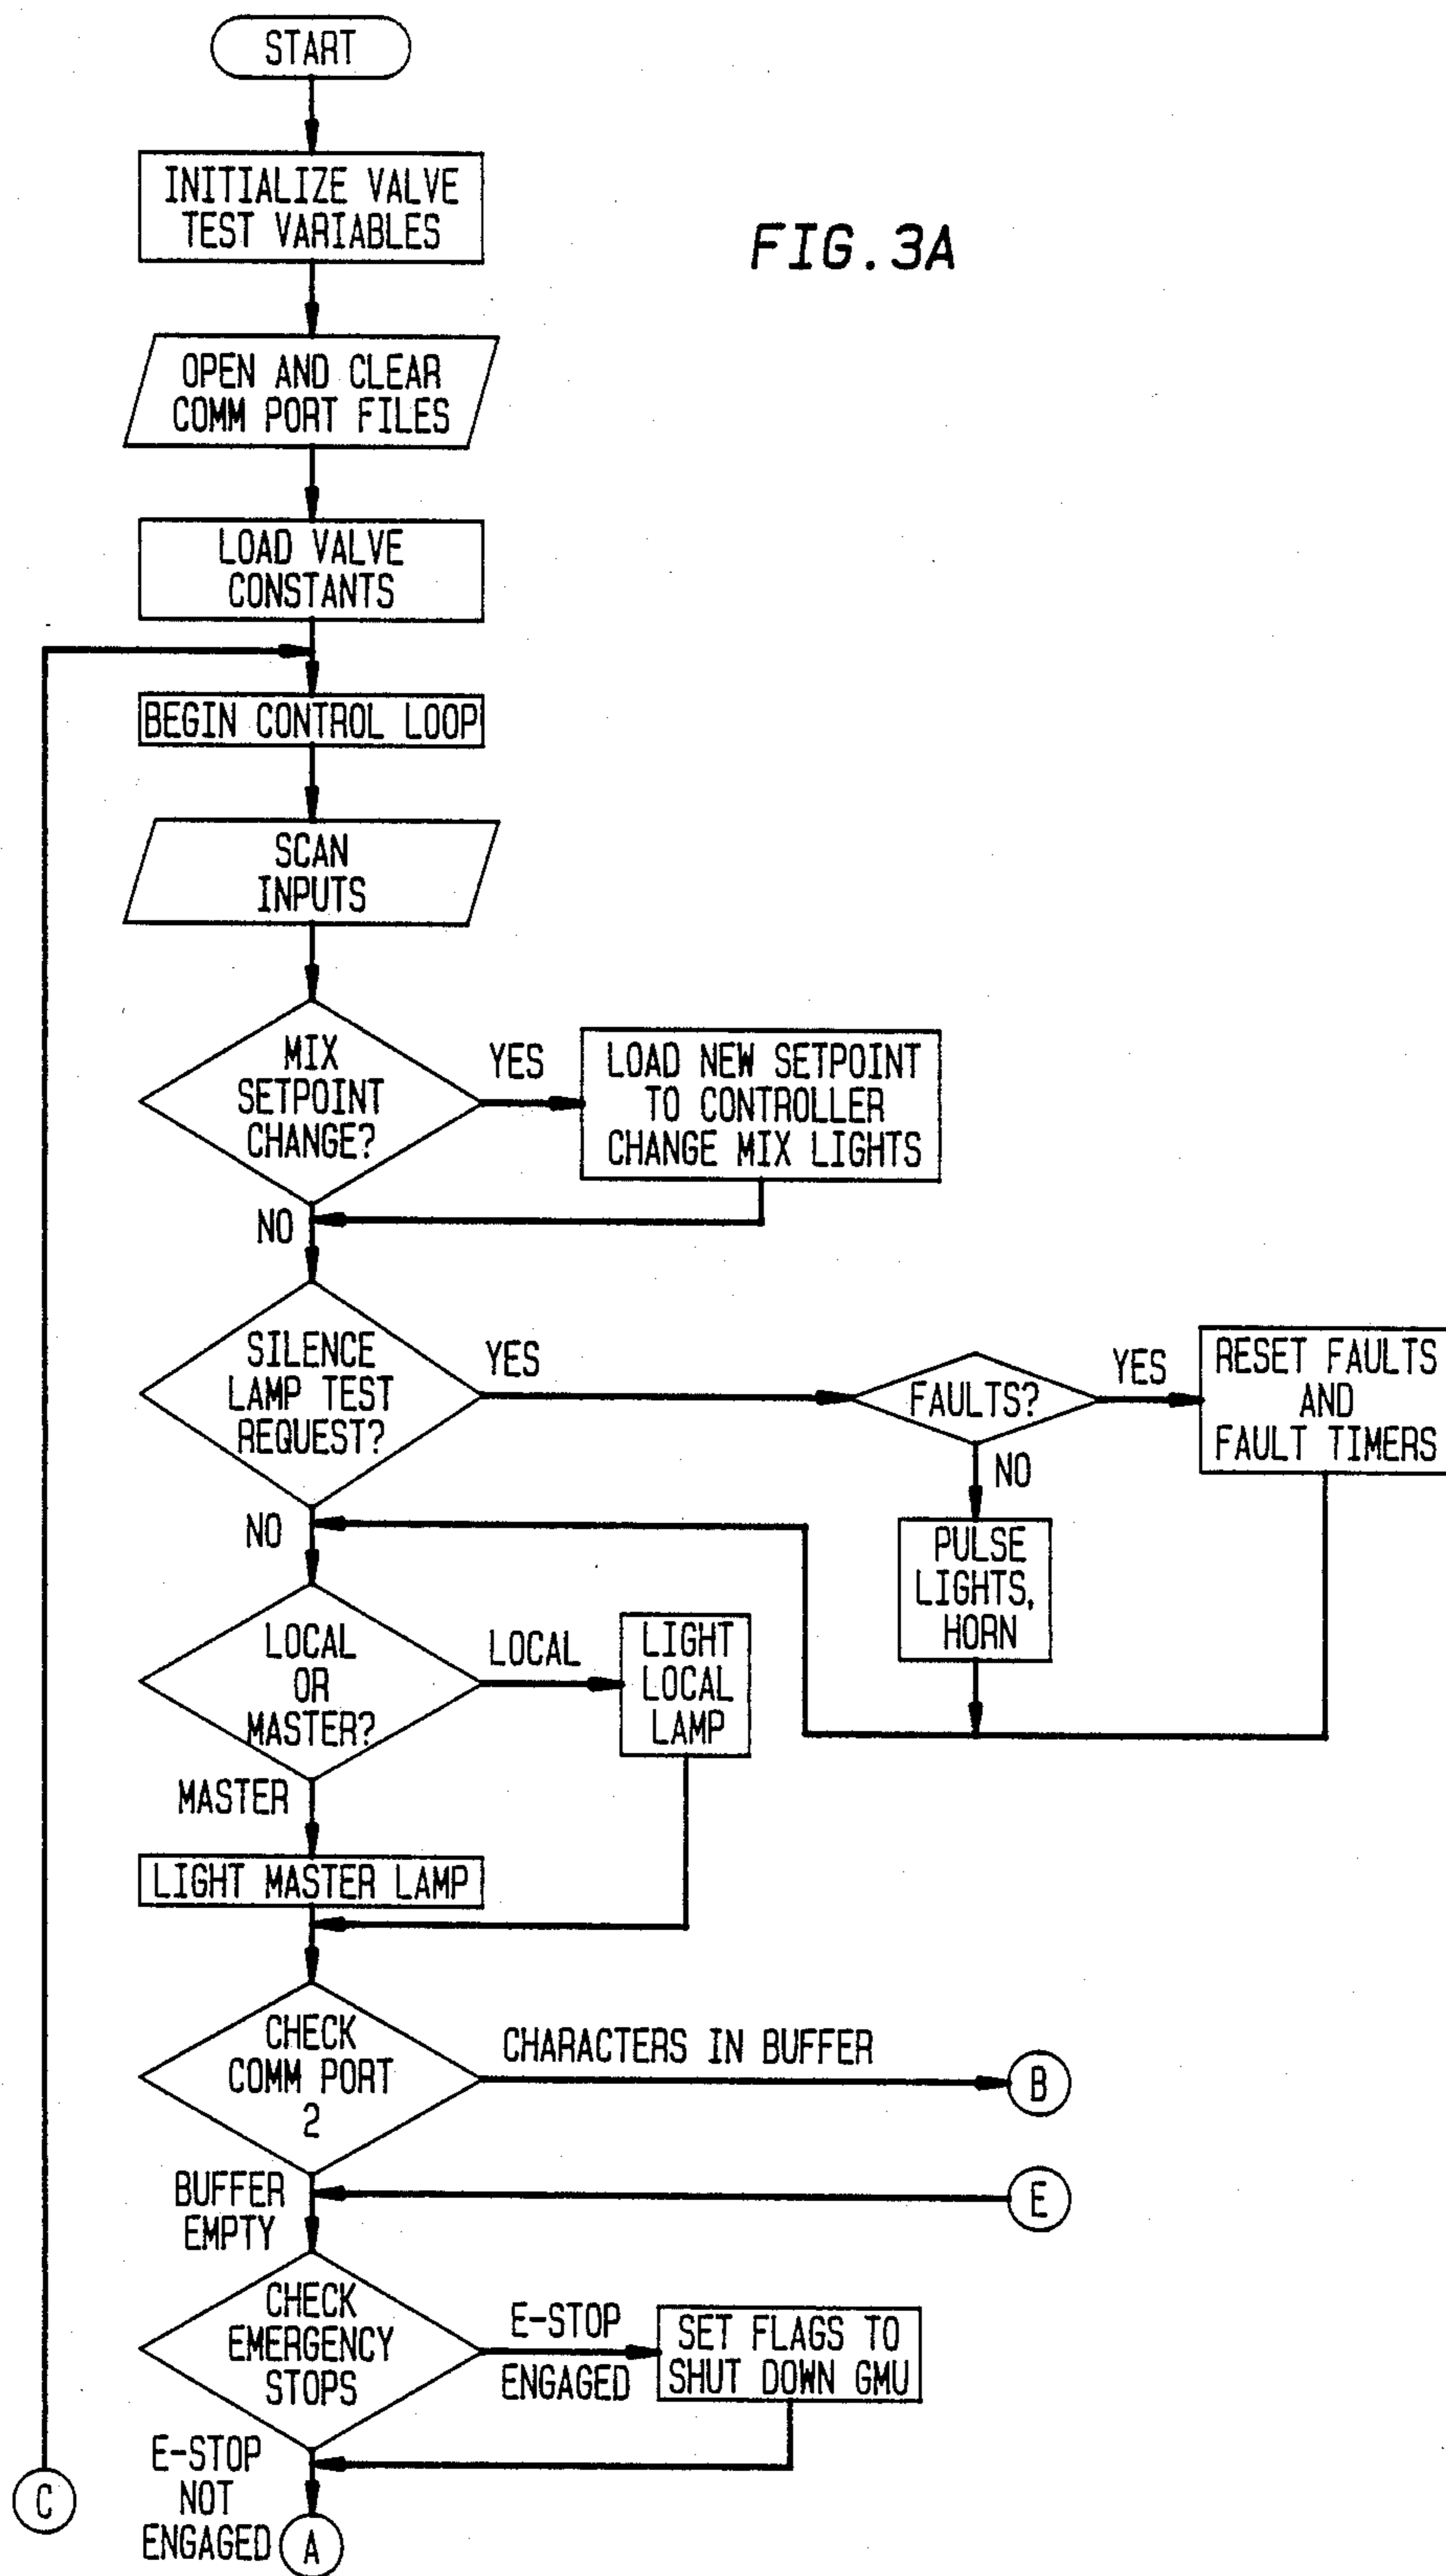 START
INITIALIZE VALVE
TEST VARIABLES
FIG.3A
OPEN AND CLEAR
COMM PORT FILES
LOAD VALVE
CONSTANTS
BEGIN CONTROL LOOP
SCAN
INPUTS
MIX
SETPOINT
CHANGE?
YES
LOAD NEW SETPOINT
TO CONTROLLER
CHANGE MIX LIGHTS
NO
SILENCE
LAMP TEST
REQUEST?
YES
FAULTS?
YES
RESET FAULTS
AND
FAULT TIMERS
NO
PULSE
LIGHTS,
HORN
NO
LOCAL
OR
MASTER?
LOCAL
LIGHT
LOCAL
LAMP
MASTER
LIGHT MASTER LAMP
CHECK
COMM PORT
2
CHARACTERS IN BUFFER
B
BUFFER
EMPTY
E
CHECK
EMERGENCY
STOPS
E-STOP
ENGAGED
SET FLAGS TO
SHUT DOWN GMU
E-STOP
NOT
ENGAGED
C
A